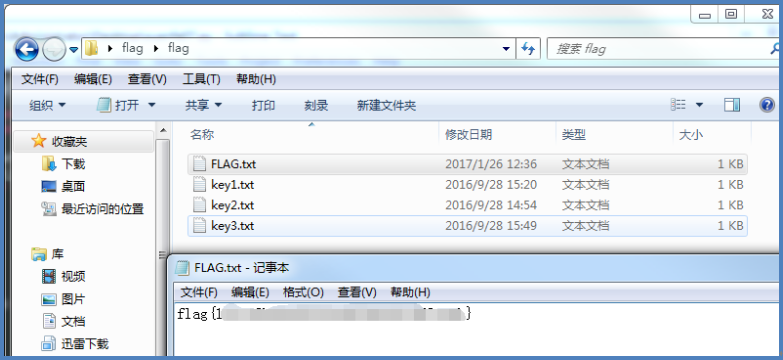 flag ▸ flag
搜索 flag
文件(F) 编辑(E) 查看(V) 工具(T) 帮助(H)
组织 打开 共享 打印 刻录 新建文件夹
名称 修改日期 类型 大小
收藏夹
下载
桌面
最近访问的位置
库
视频
图片
文档
迅雷下载
FLAG.txt 2017/1/26 12:36 文本文档 1 KB
key1.txt 2016/9/28 15:20 文本文档 1 KB
key2.txt 2016/9/28 14:54 文本文档 1 KB
key3.txt 2016/9/28 15:49 文本文档 1 KB
FLAG.txt - 记事本
文件(F) 编辑(E) 格式(O) 查看(V) 帮助(H)
flag{1 }